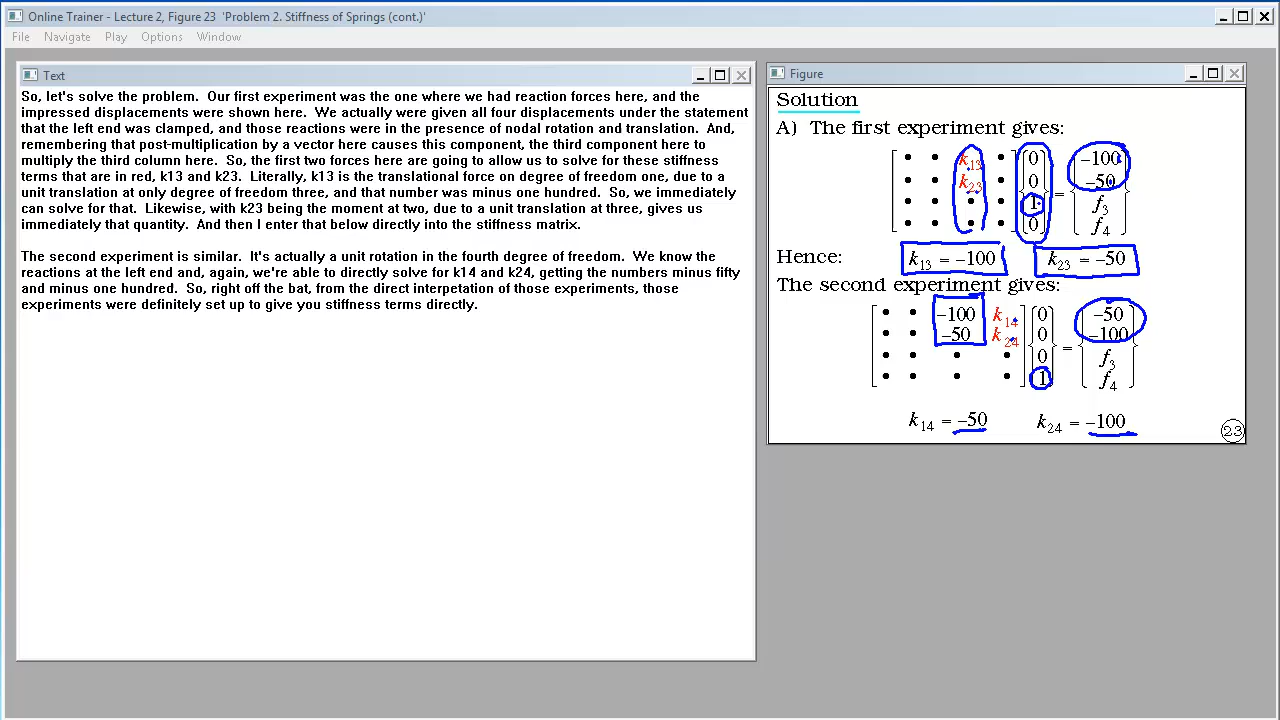 Online Trainer - Lecture 2, Figure 23 'Problem 2. Stiffness of Springs (cont.)'
File Navigate Play Options Window
Text
So, let's solve the problem. Our first experiment was the one where we had reaction forces here, and the
impressed displacements were shown here. We actually were given all four displacements under the statement
that the left end was clamped, and those reactions were in the presence of nodal rotation and translation. And,
remembering that post-multiplication by a vector here causes this component, the third component here to
multiply the third column here. So, the first two forces here are going to allow us to solve for these stiffness
terms that are in red, k13 and k23. Literally, k13 is the translational force on degree of freedom one, due to a
unit translation at only degree of freedom three, and that number was minus one hundred. So, we immediately
can solve for that. Likewise, with k23 being the moment at two, due to a unit translation at three, gives us
immediately that quantity. And then I enter that below directly into the stiffness matrix.
The second experiment is similar. It's actually a unit rotation in the fourth degree of freedom. We know the
reactions at the left end and, again, we're able to directly solve for k14 and k24, getting the numbers minus fifty
and minus one hundred. So, right off the bat, from the direct interpetation of those experiments, those
experiments were definitely set up to give you stiffness terms directly.
Figure
Solution
A) The first experiment gives:
k13 0 –100
k23 0 –50
1 = f3
0 f4
Hence: k13 = –100 k23 = –50
The second experiment gives:
–100 k14 0 –50
–50 k24 0 –100
0 = f3
1 f4
k14 = –50 k24 = –100
23